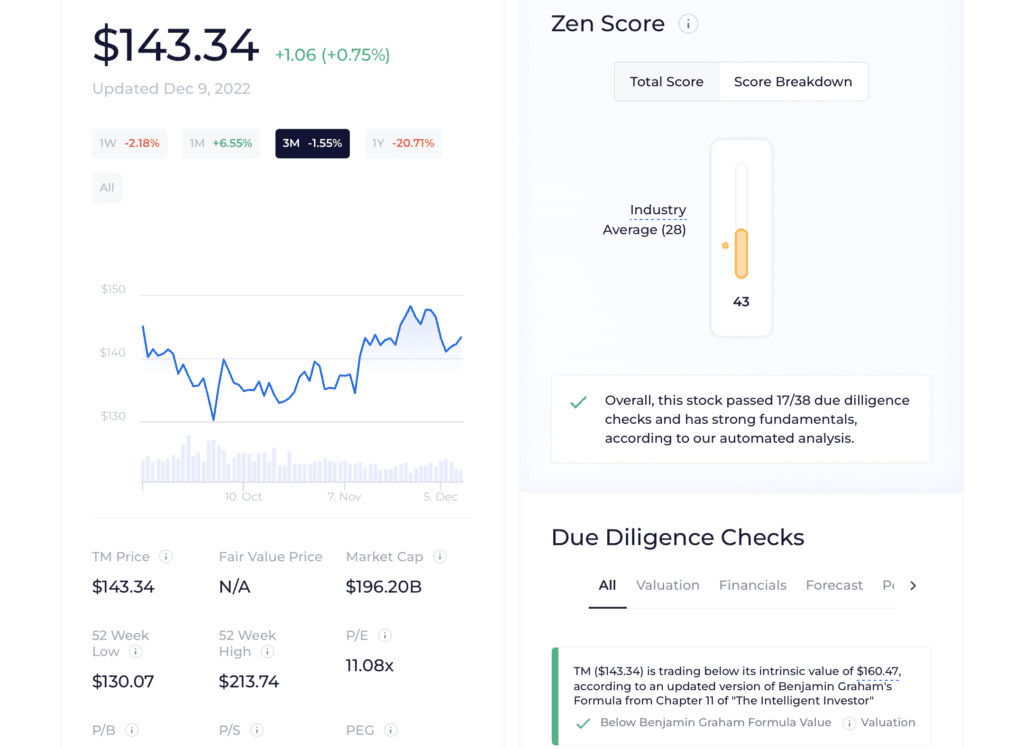 $143.34 +1.06 (+0.75%)
Updated Dec 9, 2022
1W -2.18% 1M +6.55% 3M -1.55% 1Y -20.71%
All
$150
$140
$130
10. Oct 7. Nov 5. Dec
TM Price Fair Value Price Market Cap
$143.34 N/A $196.20B
52 Week
Low
52 Week
High
P/E
$130.07 $213.74 11.08x
P/B P/S PEG
Zen Score
Total Score Score Breakdown
Industry
Average (28)
43
Overall, this stock passed 17/38 due dilligence
checks and has strong fundamentals,
according to our automated analysis.
Due Diligence Checks
All Valuation Financials Forecast
TM ($143.34) is trading below its intrinsic value of $160.47,
according to an updated version of Benjamin Graham's
Formula from Chapter 11 of "The Intelligent Investor"
Below Benjamin Graham Formula Value Valuation